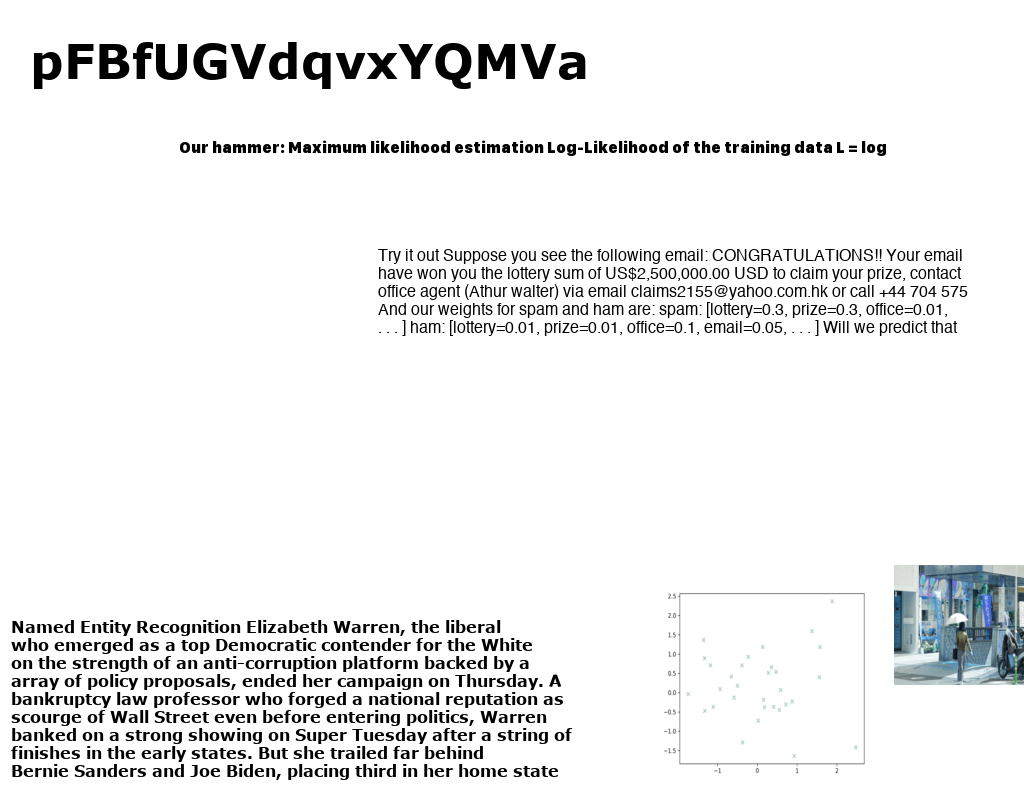 pFBfUGVdqvxYQMVa
Our hammer: Maximum likelihood estimation Log-Likelihood of the training data L = log
Try it out Suppose you see the following email: CONGRATULATIONS!! Your email
have won you the lottery sum of US$2,500,000.00 USD to claim your prize, contact
office agent (Athur walter) via email claims2155@yahoo.com.hk or call +44 704 575
And our weights for spam and ham are: spam: [lottery=0.3, prize=0.3, office=0.01,
. . . ] ham: [lottery=0.01, prize=0.01, office=0.1, email=0.05, . . . ] Will we predict that
Named Entity Recognition Elizabeth Warren, the liberal
who emerged as a top Democratic contender for the White
on the strength of an anti-corruption platform backed by a
array of policy proposals, ended her campaign on Thursday. A
bankruptcy law professor who forged a national reputation as
scourge of Wall Street even before entering politics, Warren
banked on a strong showing on Super Tuesday after a string of
finishes in the early states. But she trailed far behind
Bernie Sanders and Joe Biden, placing third in her home state
2.5
2.0
1.5
1.0
0.5
0.0
−0.5
−1.0
−1.5
−1 0 1 2